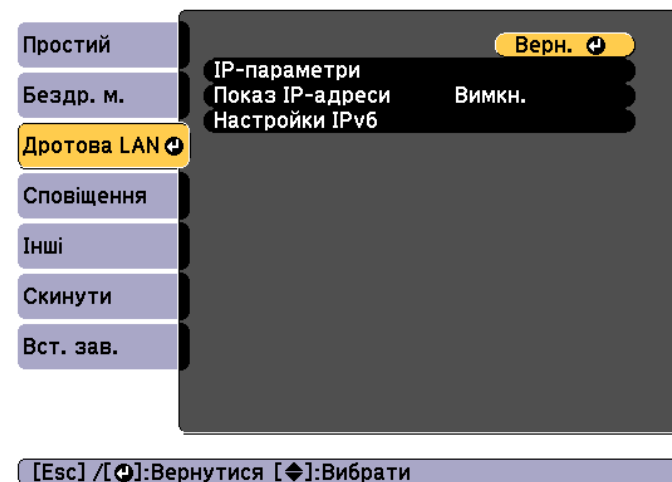 Простий
Бездр. м.
Дротова LAN
Сповіщення
Інші
Скинути
Вст. зав.
Верн.
IP-параметри
Показ IP-адреси Вимкн.
Настройки IPv6
[Esc] /[⏎]:Вернутися [◆]:Вибрати